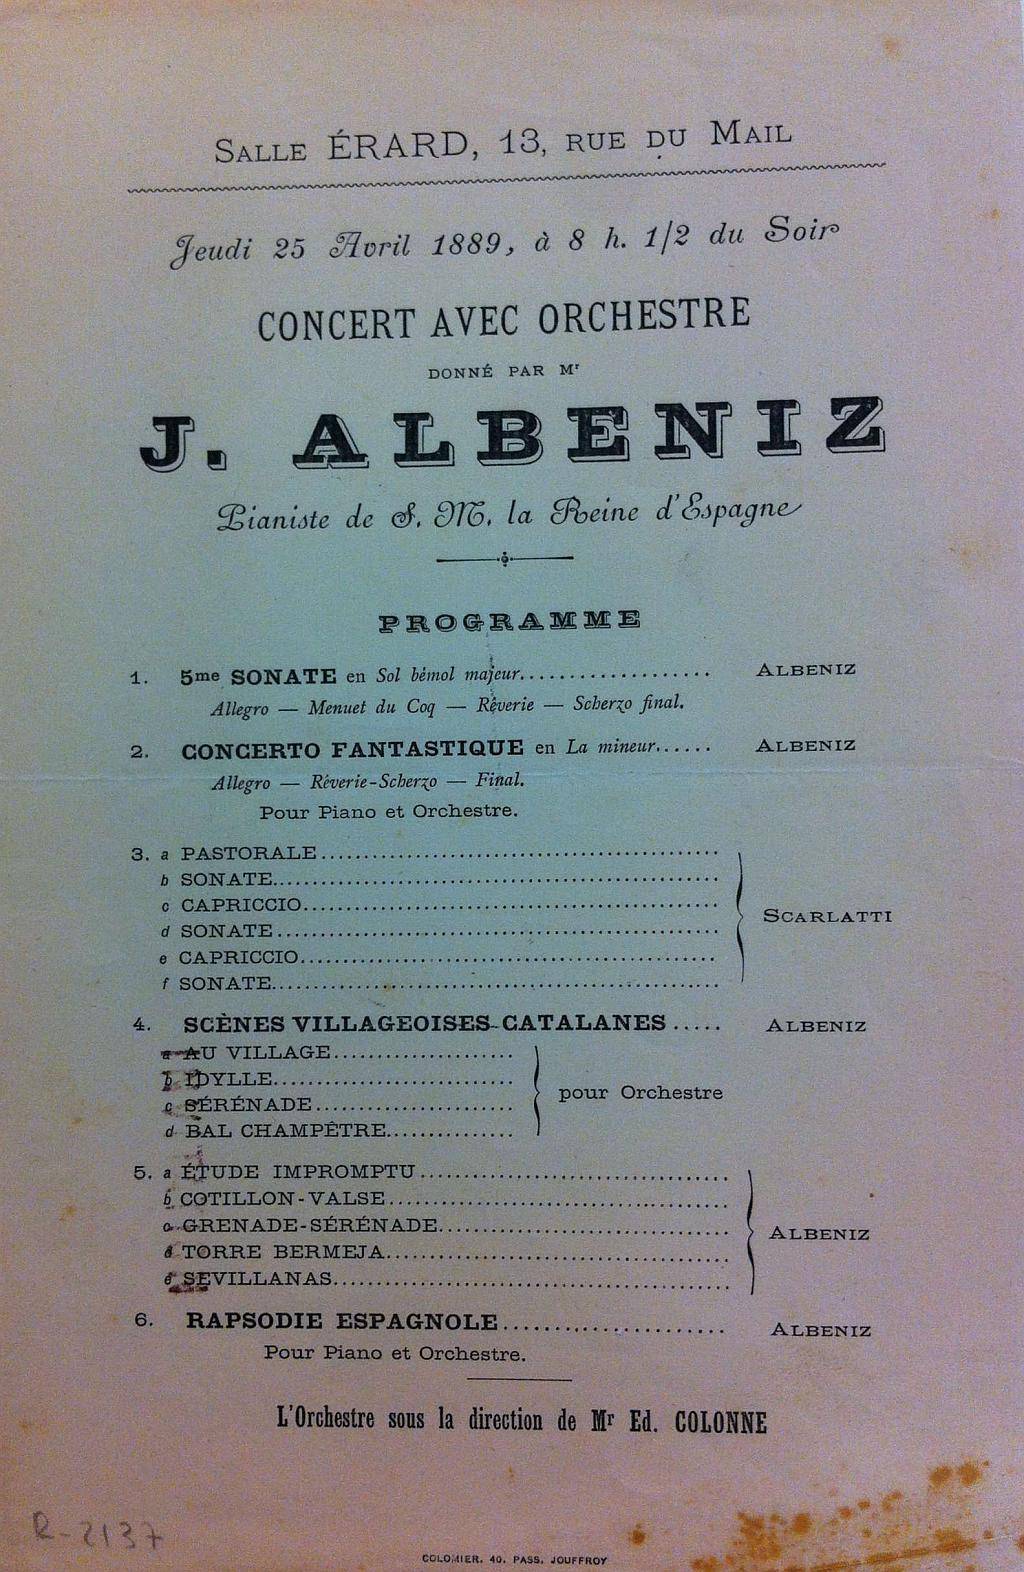 Salle ÉRARD, 13, rue du Mail
Jeudi 25 Avril 1889, à 8 h. 1/2 du Soir
CONCERT AVEC ORCHESTRE
DONNÉ PAR Mr
J. ALBENIZ
Pianiste de S. M. la Reine d'Espagne
PROGRAMME
1. 5me SONATE en Sol bémol majeur................... ALBENIZ
Allegro — Menuet du Coq — Rêverie — Scherzo final.
2. CONCERTO FANTASTIQUE en La mineur...... ALBENIZ
Allegro — Rêverie-Scherzo — Final.
Pour Piano et Orchestre.
3. a PASTORALE
b SONATE
c CAPRICCIO
d SONATE
e CAPRICCIO
f SONATE
SCARLATTI
4. SCÈNES VILLAGEOISES CATALANES ..... ALBENIZ
a AU VILLAGE
b IDYLLE
c SÉRÉNADE
d BAL CHAMPÊTRE
pour Orchestre
5. a ÉTUDE IMPROMPTU
b COTILLON-VALSE
c GRENADE-SÉRÉNADE
d TORRE BERMEJA
e SEVILLANAS
ALBENIZ
6. RAPSODIE ESPAGNOLE ALBENIZ
Pour Piano et Orchestre.
L'Orchestre sous la direction de Mr Ed. COLONNE
R-2137
COLOMIER. 40, PASS. JOUFFROY